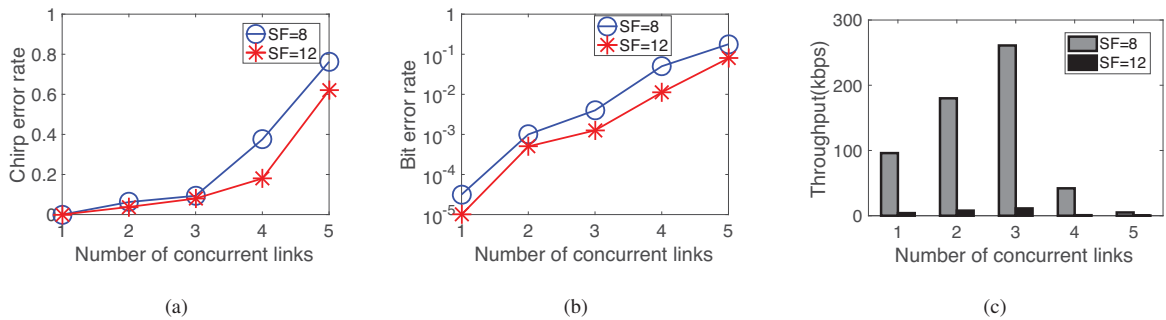 Chirp error rate
1
0.8
0.6
0.4
0.2
0
1 2 3 4 5
Number of concurrent links
SF=8
SF=12
(a)
Bit error rate
10^0
10^-1
10^-2
10^-3
10^-4
10^-5
1 2 3 4 5
Number of concurrent links
SF=8
SF=12
(b)
Throughput(kbps)
300
200
100
0
1 2 3 4 5
Number of concurrent links
SF=8
SF=12
(c)